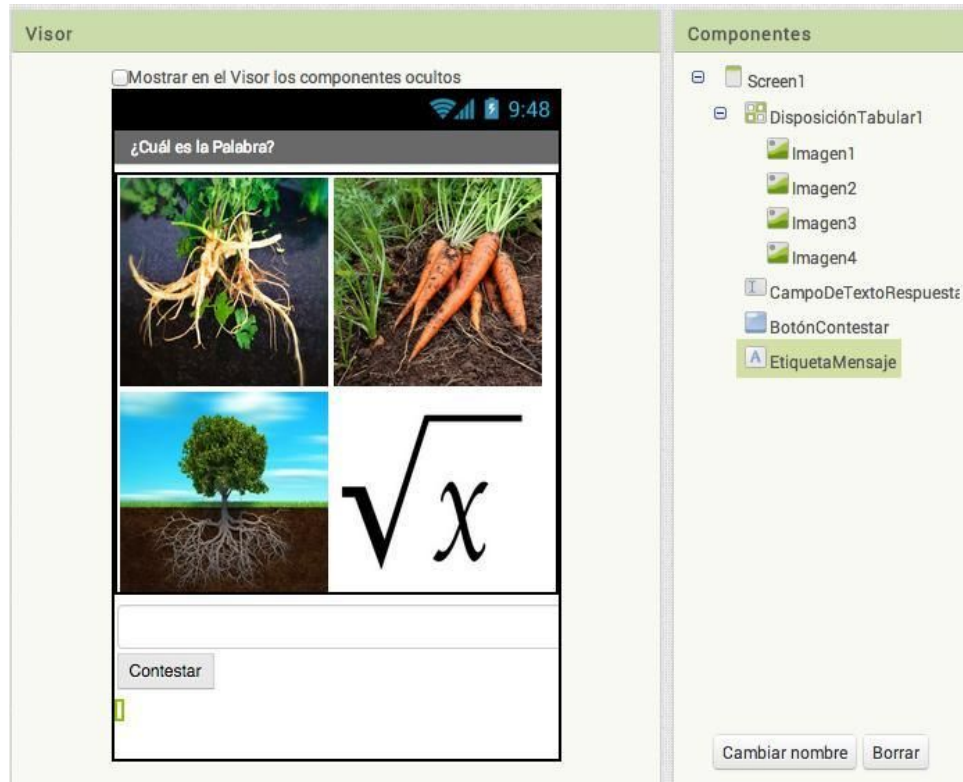 Visor
Mostrar en el Visor los componentes ocultos
9:48
¿Cuál es la Palabra?
√x
Contestar
Componentes
Screen1
DisposiciónTabular1
Imagen1
Imagen2
Imagen3
Imagen4
CampoDeTextoRespuesta
BotónContestar
A EtiquetaMensaje
Cambiar nombre
Borrar